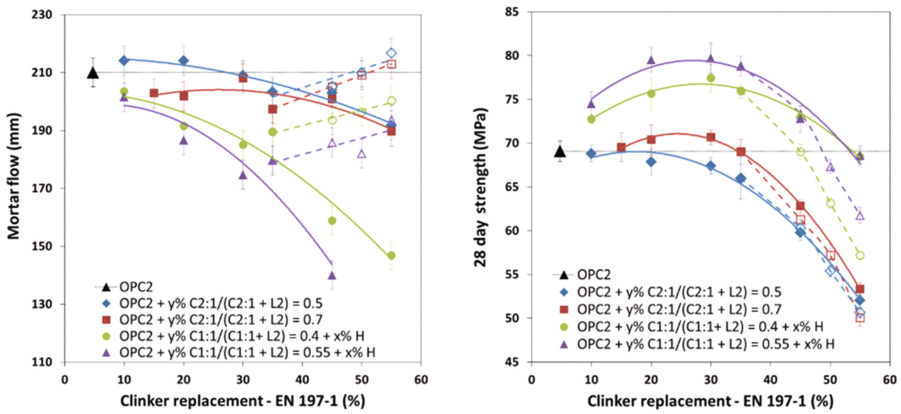 230
210
190
170
150
130
110
Mortar flow (mm)
OPC2
OPC2 + y% C2:1/(C2:1 + L2) = 0.5
OPC2 + y% C2:1/(C2:1 + L2) = 0.7
OPC2 + y% C1:1/(C1:1+ L2) = 0.4 + x% H
OPC2 + y% C1:1/(C1:1 + L2) = 0.55 + x% H
0 10 20 30 40 50 60
Clinker replacement - EN 197-1 (%)
85
80
75
70
65
60
55
50
45
28 day strength (MPa)
OPC2
OPC2 + y% C2:1/(C2:1 + L2) = 0.5
OPC2 + y% C2:1/(C2:1 + L2) = 0.7
OPC2 + y% C1:1/(C1:1 + L2) = 0.4 + x% H
OPC2 + y% C1:1/(C1:1 + L2) = 0.55 + x% H
0 10 20 30 40 50 60
Clinker replacement - EN 197-1 (%)